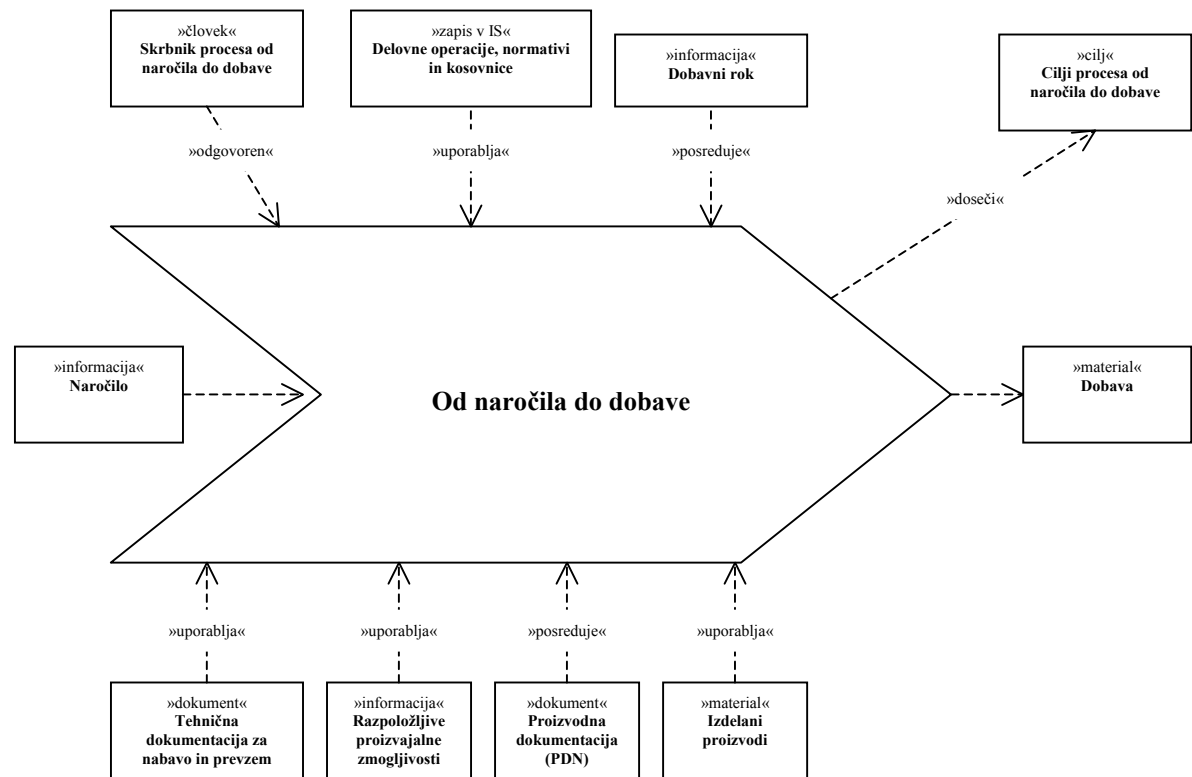 »človek«
Skrbnik procesa od
naročila do dobave
»zapis v IS«
Delovne operacije, normativi
in kosovnice
»informacija«
Dobavni rok
»cilj«
Cilji procesa od
naročila do dobave
»odgovoren«
»uporablja«
»posreduje«
»doseči«
»informacija«
Naročilo
Od naročila do dobave
»material«
Dobava
»uporablja«
»uporablja«
»posreduje«
»uporablja«
»dokument«
Tehnična
dokumentacija za
nabavo in prevzem
»informacija«
Razpoložljive
proizvajalne
zmogljivosti
»dokument«
Proizvodna
dokumentacija
(PDN)
»material«
Izdelani
proizvodi